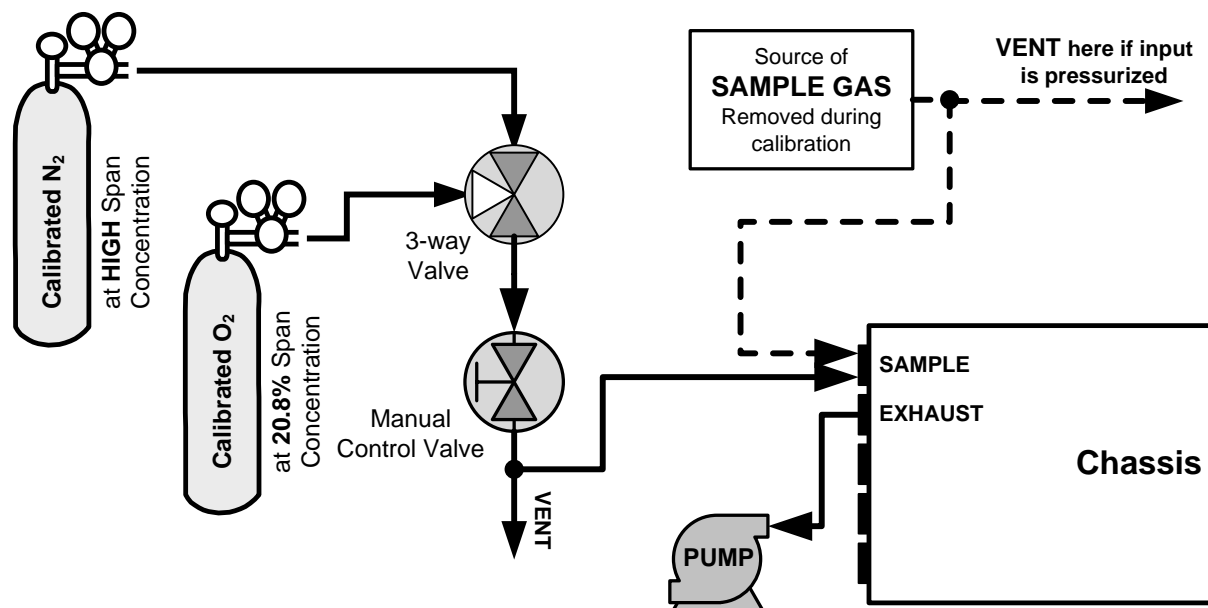 Calibrated N₂
at HIGH Span
Concentration
Calibrated O₂
at 20.8% Span
Concentration
3-way
Valve
Manual
Control Valve
VENT
Source of
SAMPLE GAS
Removed during
calibration
VENT here if input
is pressurized
SAMPLE
EXHAUST
Chassis
PUMP